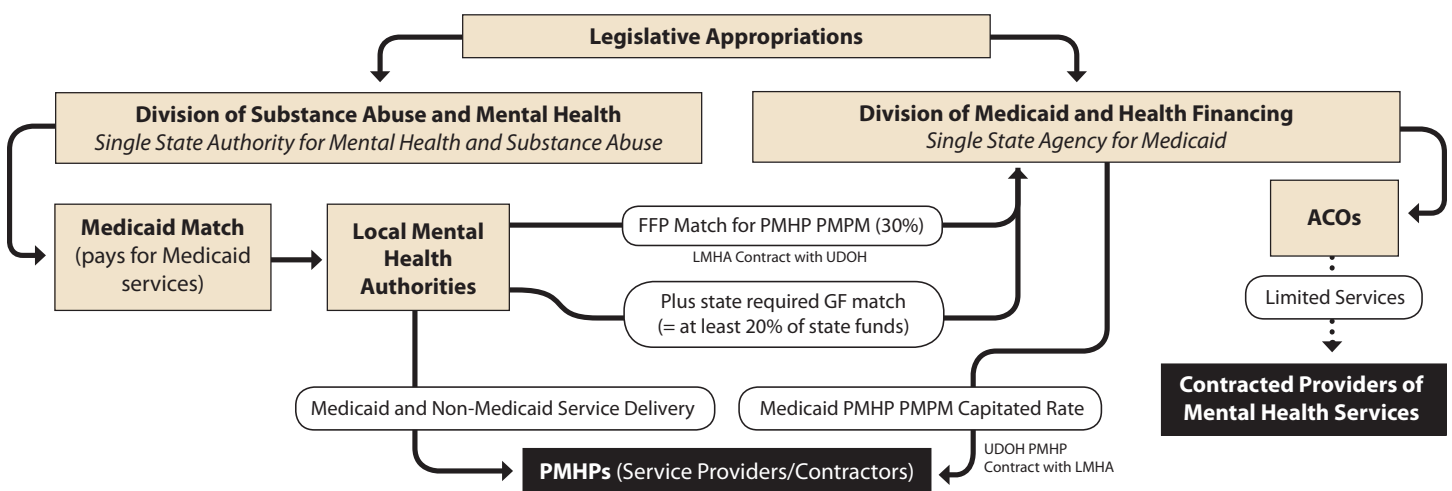 Legislative Appropriations
Division of Substance Abuse and Mental Health
Single State Authority for Mental Health and Substance Abuse
Division of Medicaid and Health Financing
Single State Agency for Medicaid
Medicaid Match
(pays for Medicaid
services)
Local Mental
Health
Authorities
FFP Match for PMHP PMPM (30%)
LMHA Contract with UDOH
Plus state required GF match
(= at least 20% of state funds)
ACOs
Limited Services
Contracted Providers of
Mental Health Services
Medicaid and Non-Medicaid Service Delivery
Medicaid PMHP PMPM Capitated Rate
UDOH PMHP
Contract with LMHA
PMHPs (Service Providers/Contractors)